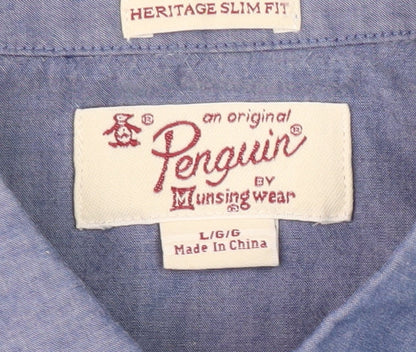 HERITAGE SLIM FIT
an original
Penguin®
BY
Munsingwear®
L/G/G
Made In China